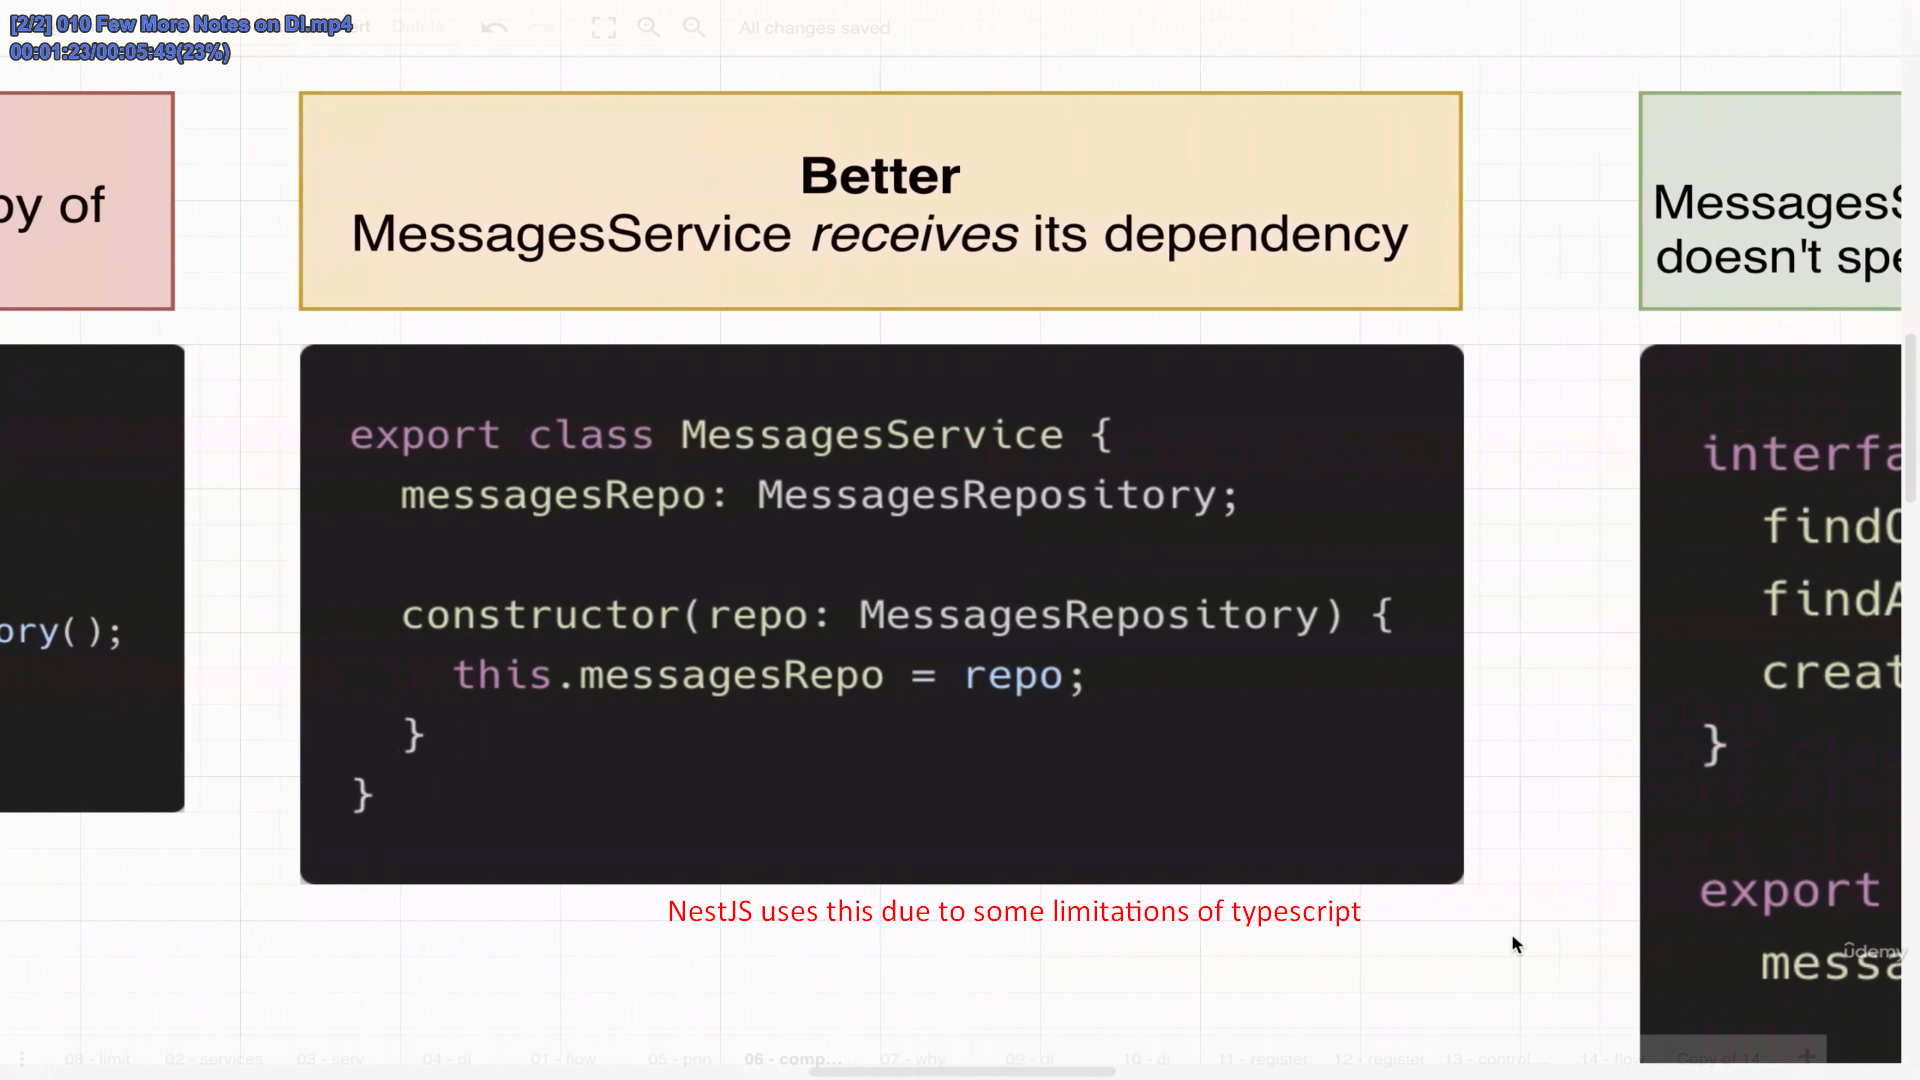 [2/2] 010 Few More Notes on DI.mp4
00:01:23/00:05:49(23%)
Delete
All changes saved
py of
Better
MessagesService receives its dependency
MessagesS
doesn't spe
ory();
export class MessagesService {
messagesRepo: MessagesRepository;
constructor(repo: MessagesRepository) {
this.messagesRepo = repo;
}
}
interfa
findO
findA
creat
}
export
messa
NestJS uses this due to some limitations of typescript
ûdemy
03 - limit
02 - services
03 - serv
04 - di
01 - flow
05 - prin
06 - comp...
07 - why
09 - ci
10 - di
11 - register
12 - register
13 - control...
14 - flow
Copy of 14...